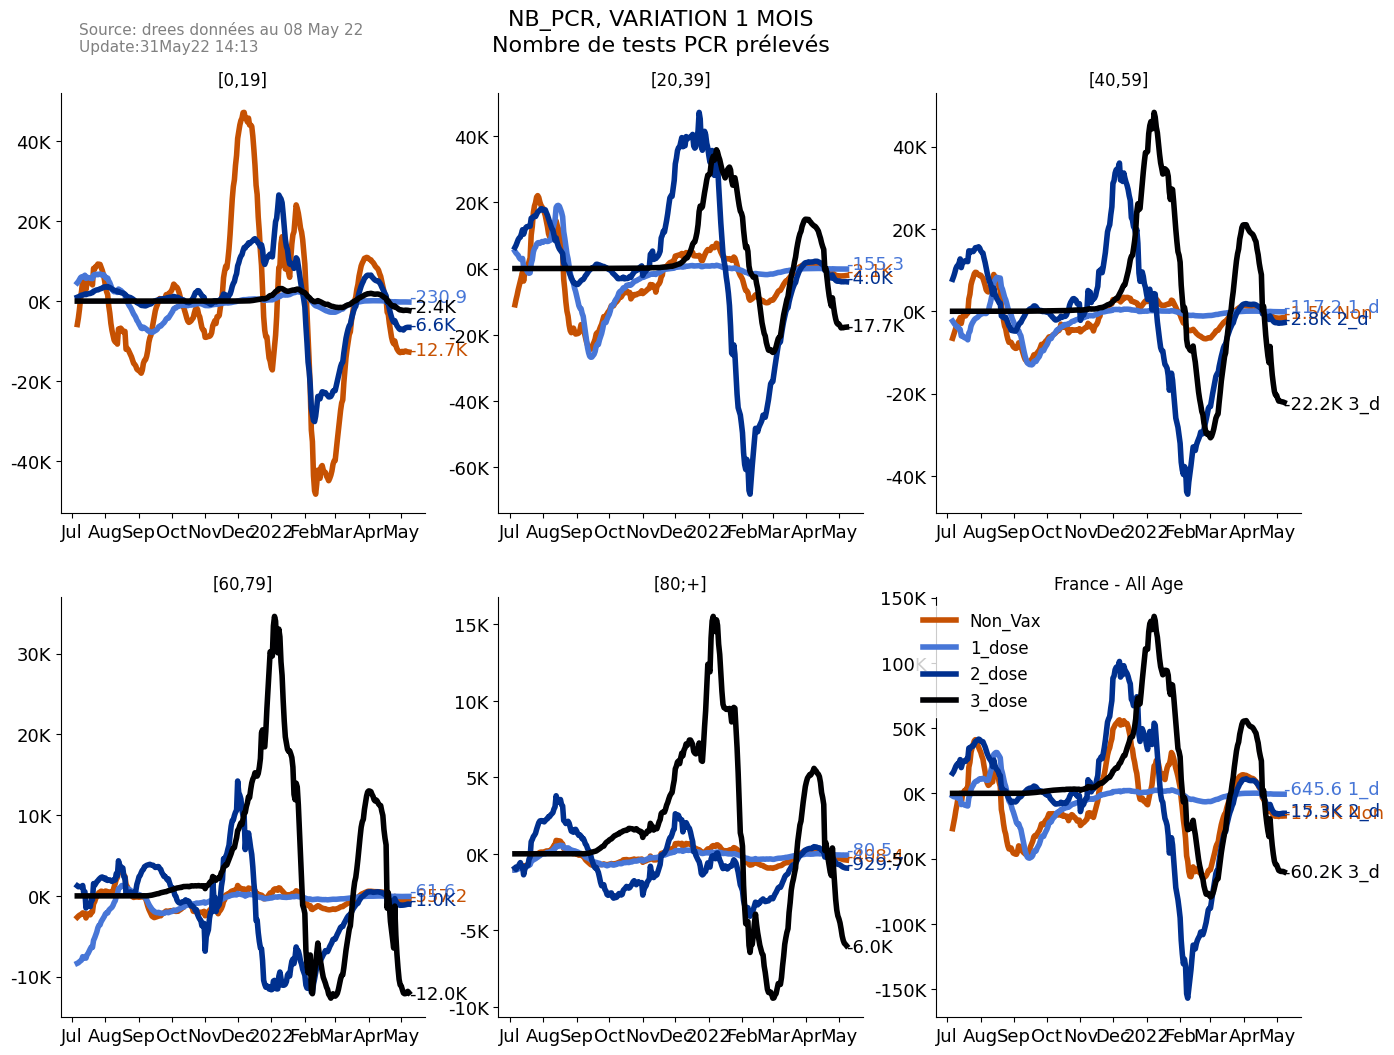 NB_PCR, VARIATION 1 MOIS
Nombre de tests PCR prélevés
Source: drees données au 08 May 22
Update:31May22 14:13
[0,19]
40K
20K
0K
-20K
-40K
-230.9
-2.4K
-6.6K
-12.7K
Jul Aug Sep Oct Nov Dec 2022 Feb Mar Apr May
[20,39]
40K
20K
0K
-20K
-40K
-60K
-155.3
-4.0K
-17.7K
Jul Aug Sep Oct Nov Dec 2022 Feb Mar Apr May
[40,59]
40K
20K
0K
-20K
-40K
-117.2 1_d
-1.5K Non
-2.8K 2_d
-22.2K 3_d
Jul Aug Sep Oct Nov Dec 2022 Feb Mar Apr May
[60,79]
30K
20K
10K
0K
-10K
-61.6
-1.0K
-12.0K
Jul Aug Sep Oct Nov Dec 2022 Feb Mar Apr May
[80;+]
15K
10K
5K
0K
-5K
-10K
-80.5
-929.7
-6.0K
Jul Aug Sep Oct Nov Dec 2022 Feb Mar Apr May
France - All Age
150K
100K
50K
0K
-50K
-100K
-150K
Non_Vax
1_dose
2_dose
3_dose
-645.6 1_d
-15.3K 2_d
-60.2K 3_d
Jul Aug Sep Oct Nov Dec 2022 Feb Mar Apr May